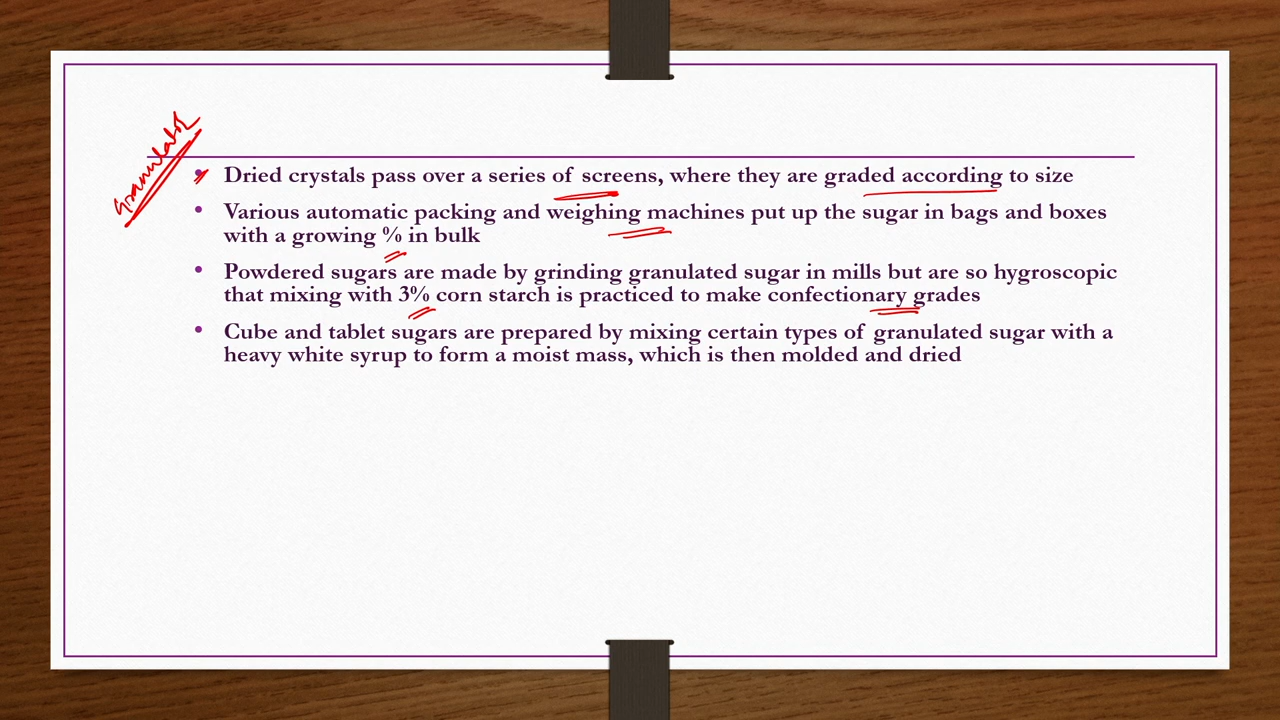 Granulator
• Dried crystals pass over a series of screens, where they are graded according to size
• Various automatic packing and weighing machines put up the sugar in bags and boxes
with a growing % in bulk
• Powdered sugars are made by grinding granulated sugar in mills but are so hygroscopic
that mixing with 3% corn starch is practiced to make confectionary grades
• Cube and tablet sugars are prepared by mixing certain types of granulated sugar with a
heavy white syrup to form a moist mass, which is then molded and dried